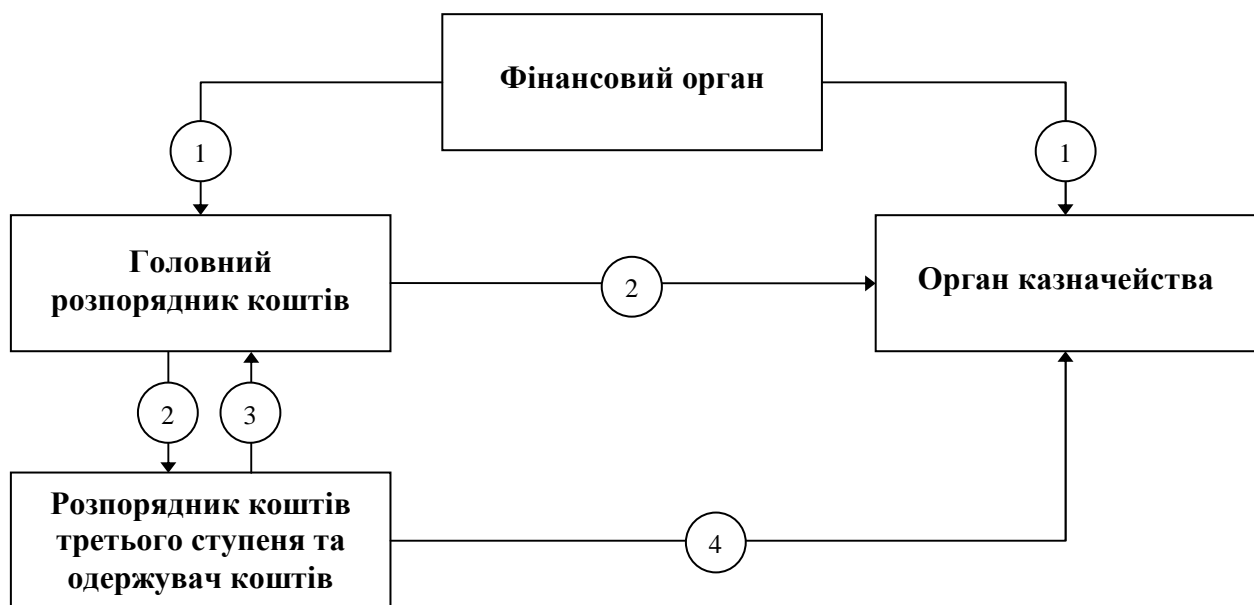 Фінансовий орган
1
1
Головний
розпорядник коштів
2
Орган казначейства
2
3
Розпорядник коштів
третього ступеня та
одержувач коштів
4